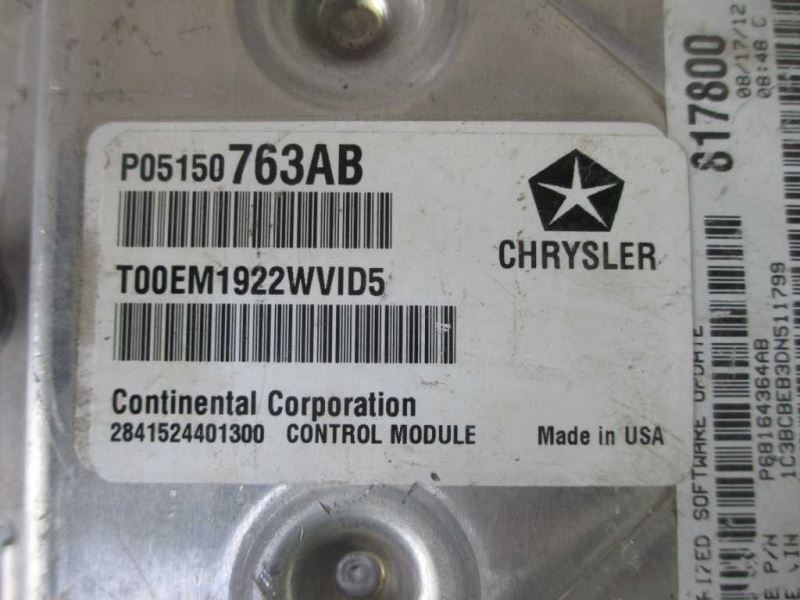 P05150763AB
T00EM1922WVID5
CHRYSLER
Continental Corporation
2841524401300 CONTROL MODULE Made in USA
817800
08/17/12
08:48 C
SOFTWARE UPDATE
P/N P68164364AB
VIN 1C3BCBEB3DN511799